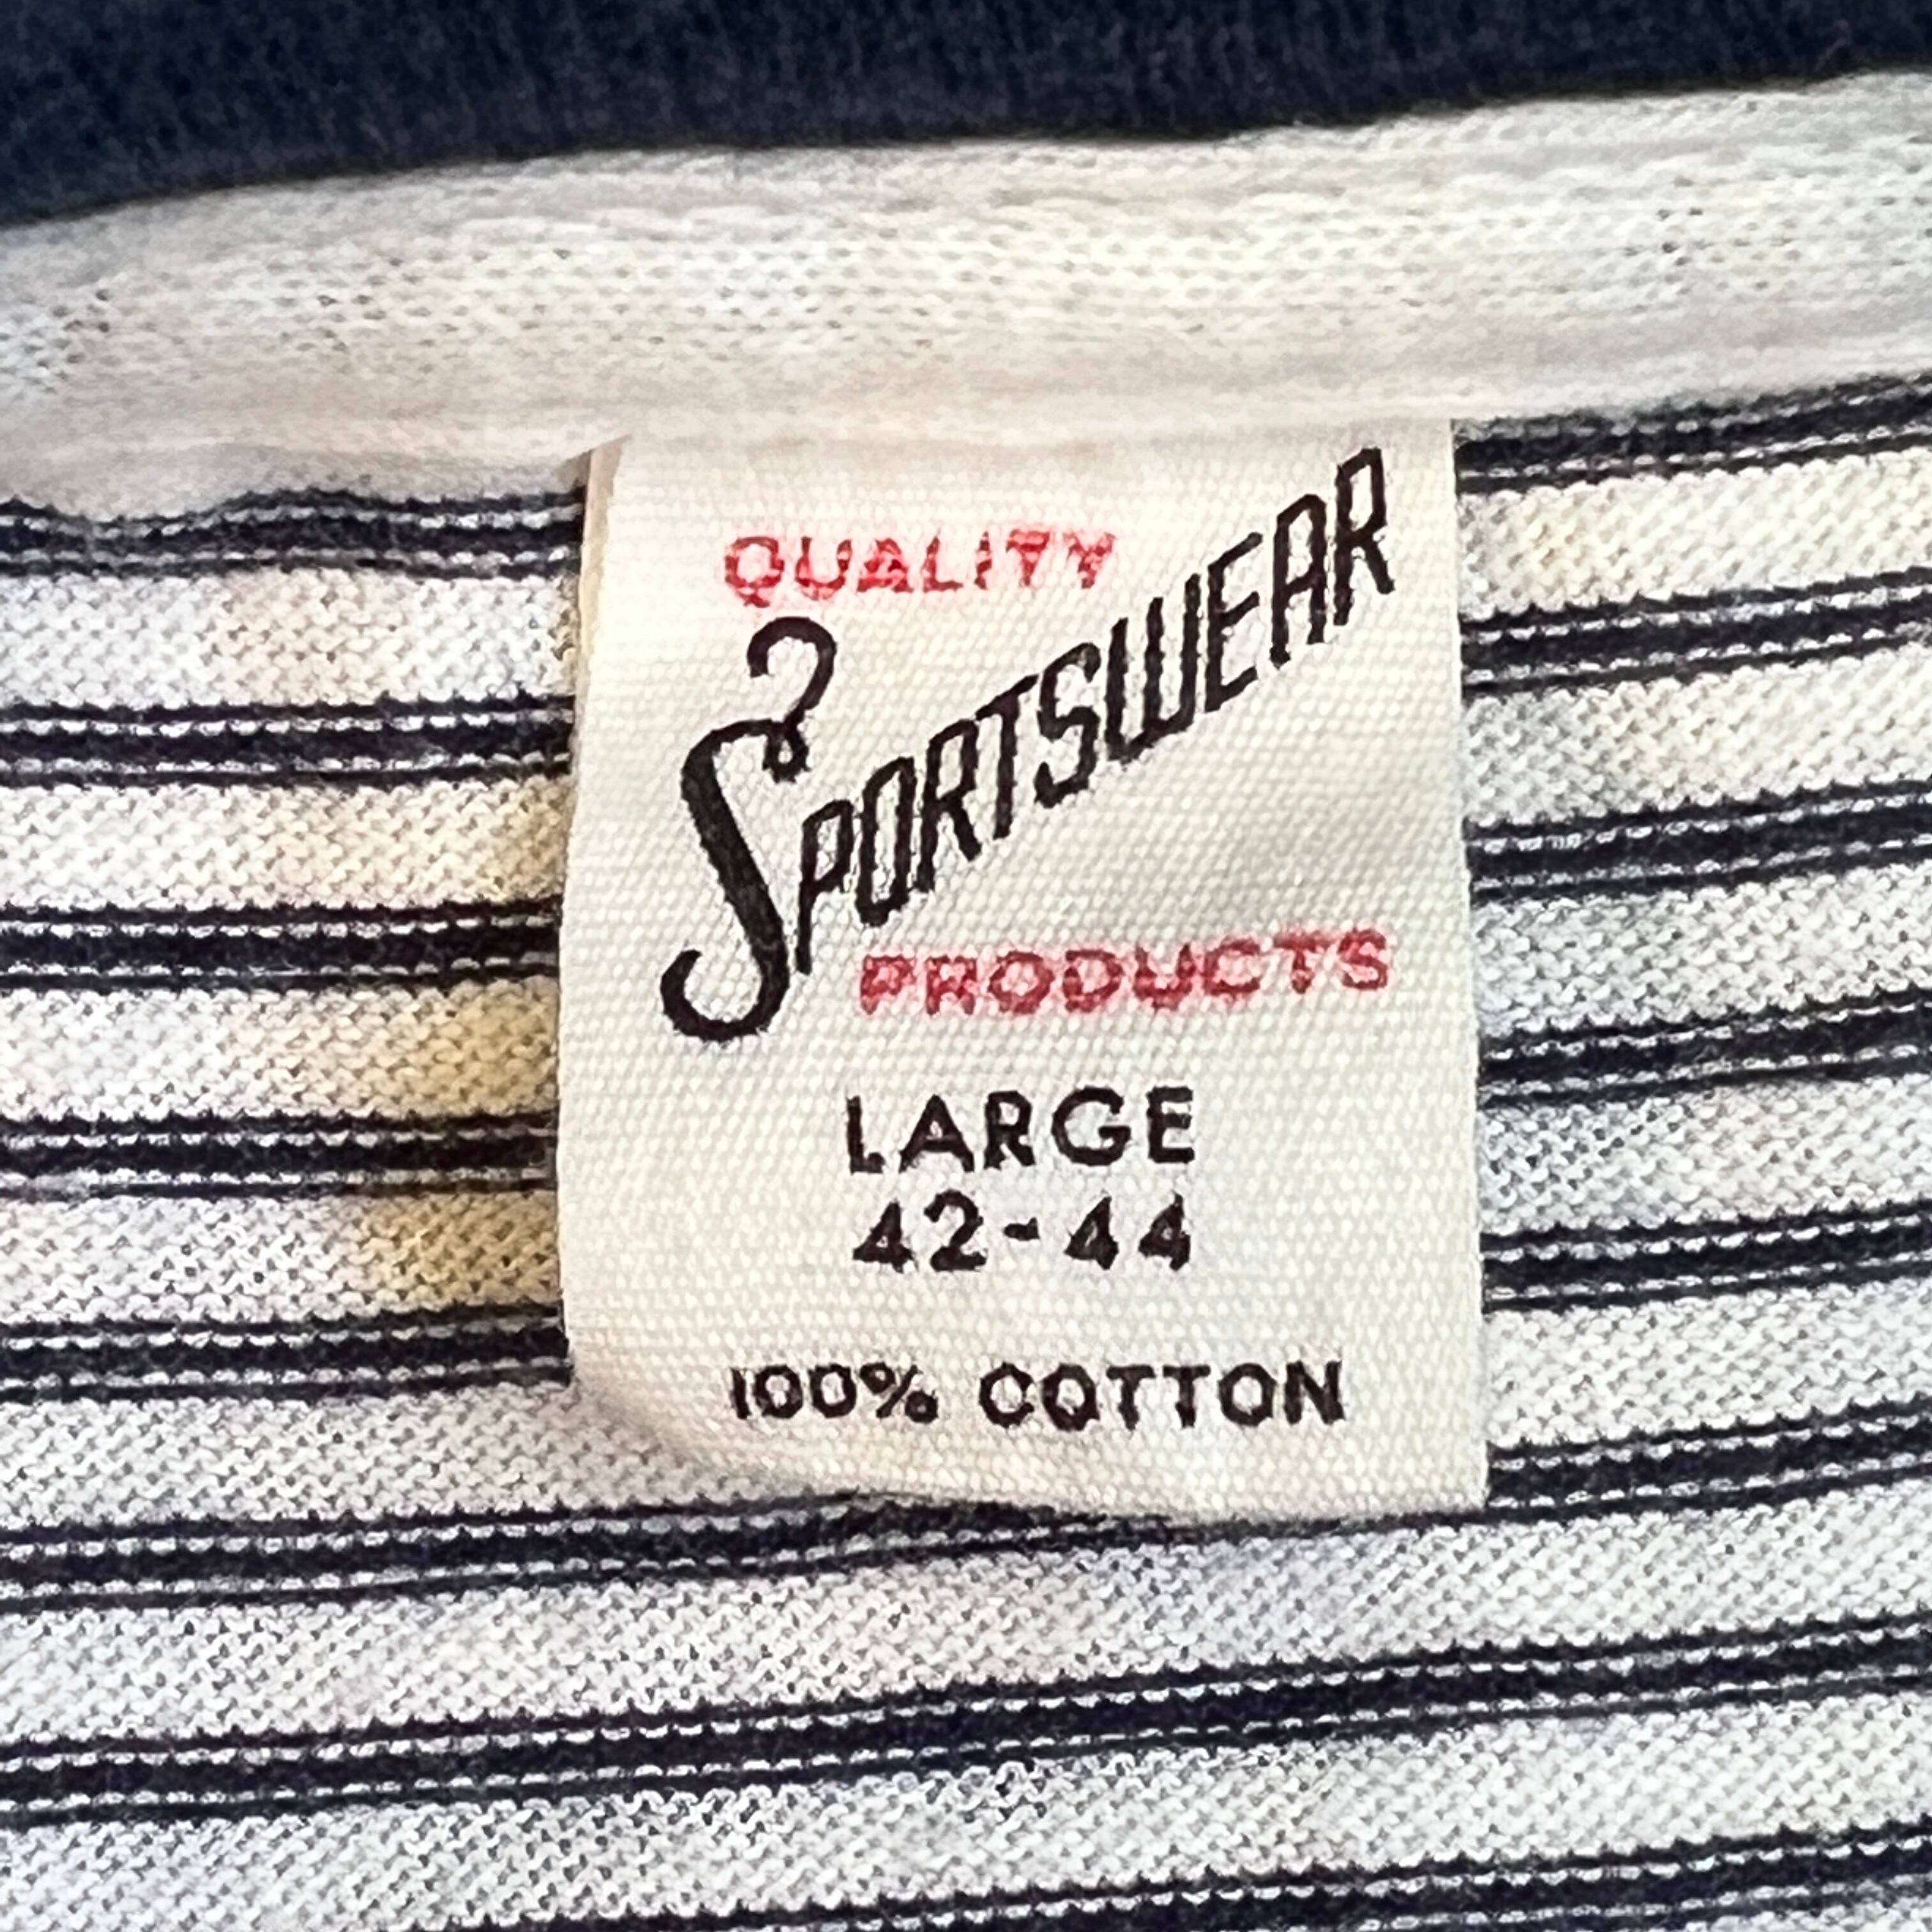 QUALITY
SPORTSWEAR
PRODUCTS
LARGE
42-44
100% COTTON